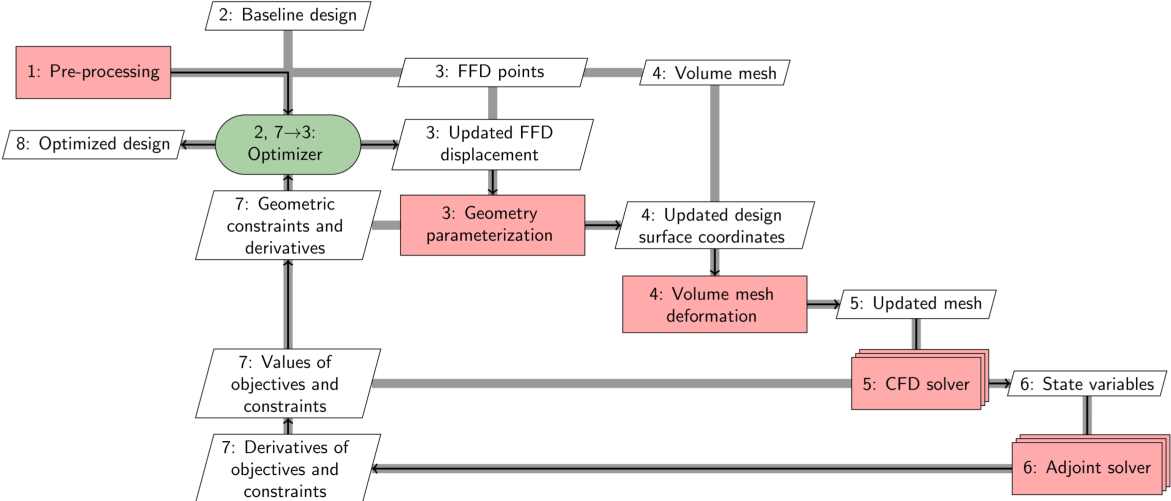 2: Baseline design
1: Pre-processing
3: FFD points
4: Volume mesh
8: Optimized design
2, 7→3:
Optimizer
3: Updated FFD
displacement
7: Geometric
constraints and
derivatives
3: Geometry
parameterization
4: Updated design
surface coordinates
4: Volume mesh
deformation
5: Updated mesh
7: Values of
objectives and
constraints
5: CFD solver
6: State variables
7: Derivatives of
objectives and
constraints
6: Adjoint solver